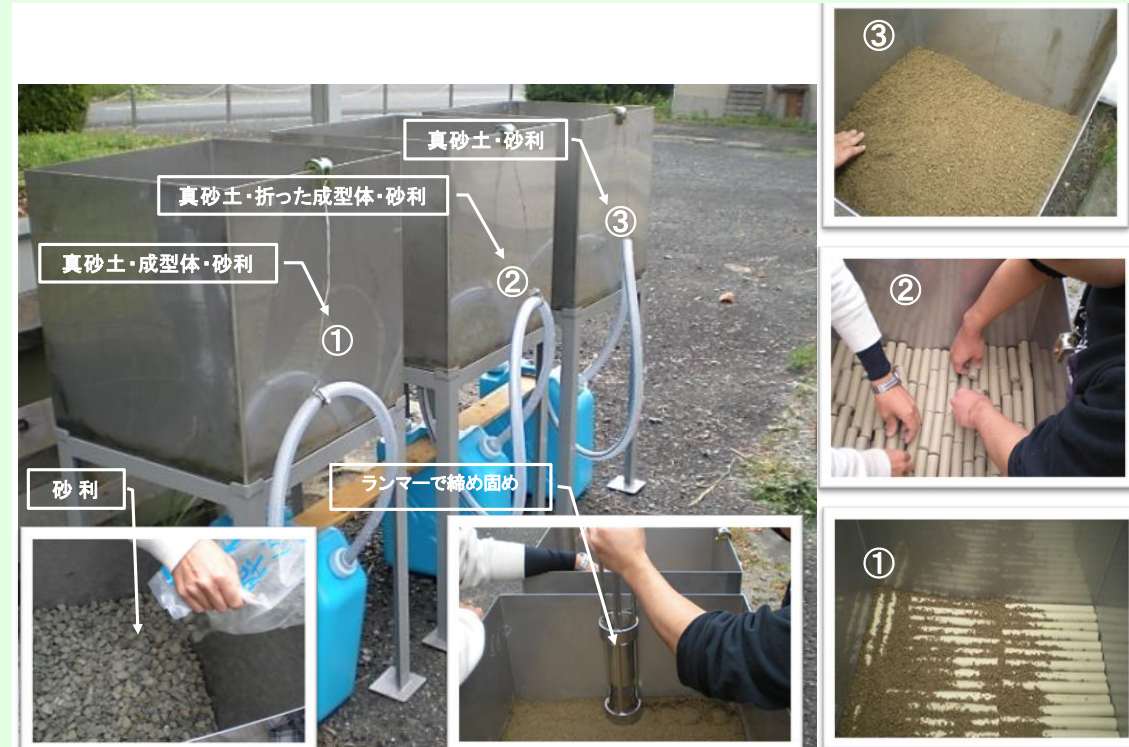 ③
真砂土・砂利
真砂土・折った成型体・砂利
③
真砂土・成型体・砂利
②
②
①
砂 利
ランマーで締め固め
①